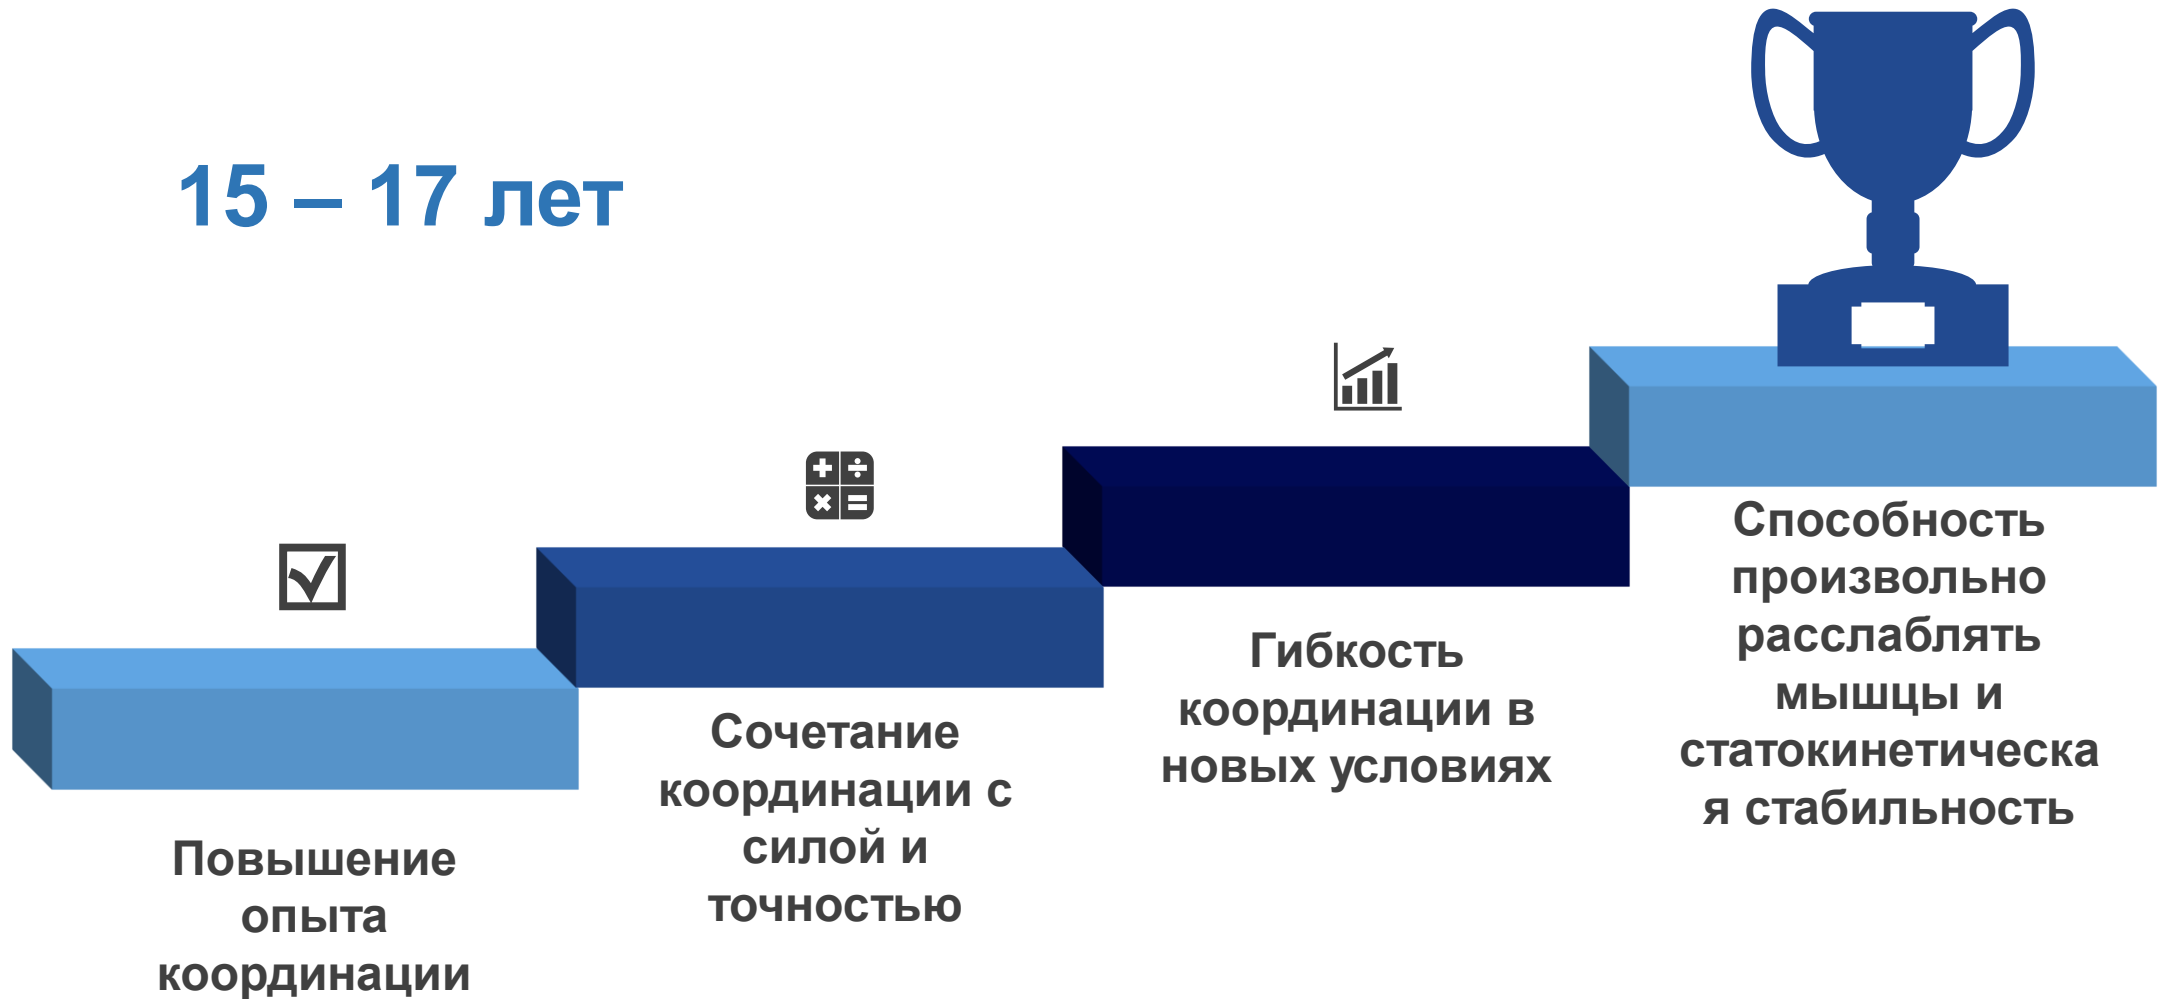 15 – 17 лет
Повышение
опыта
координации
Сочетание
координации с
силой и
точностью
Гибкость
координации в
новых условиях
Способность
произвольно
расслаблять
мышцы и
статокинетическа
я стабильность